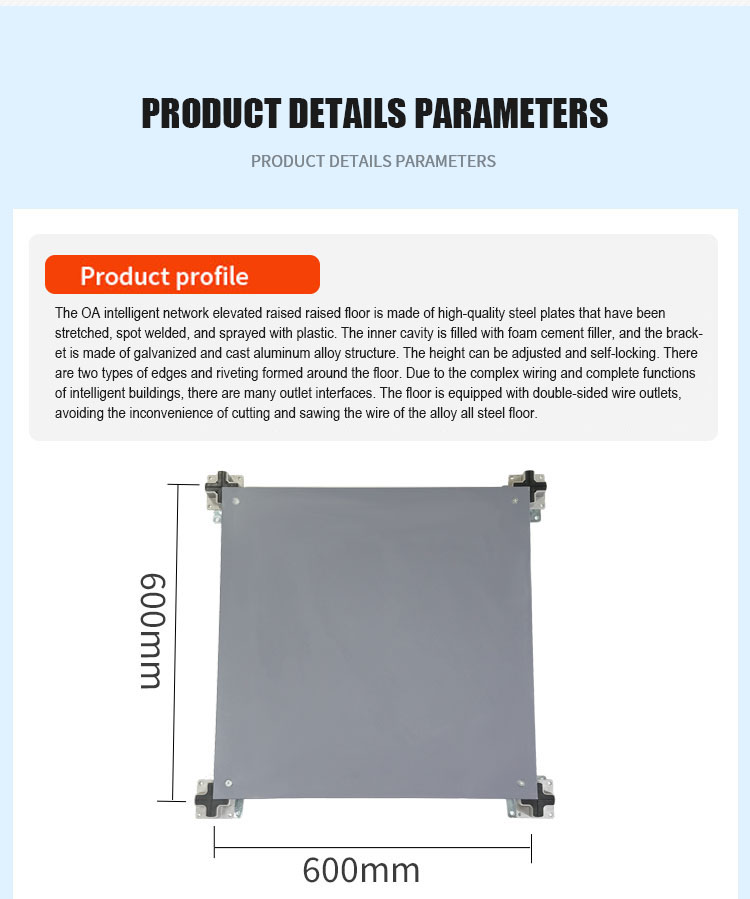 PRODUCT DETAILS PARAMETERS
PRODUCT DETAILS PARAMETERS
Product profile
The OA intelligent network elevated raised raised floor is made of high-quality steel plates that have been
stretched, spot welded, and sprayed with plastic. The inner cavity is filled with foam cement filler, and the brack-
et is made of galvanized and cast aluminum alloy structure. The height can be adjusted and self-locking. There
are two types of edges and riveting formed around the floor. Due to the complex wiring and complete functions
of intelligent buildings, there are many outlet interfaces. The floor is equipped with double-sided wire outlets,
avoiding the inconvenience of cutting and sawing the wire of the alloy all steel floor.
600mm
600mm